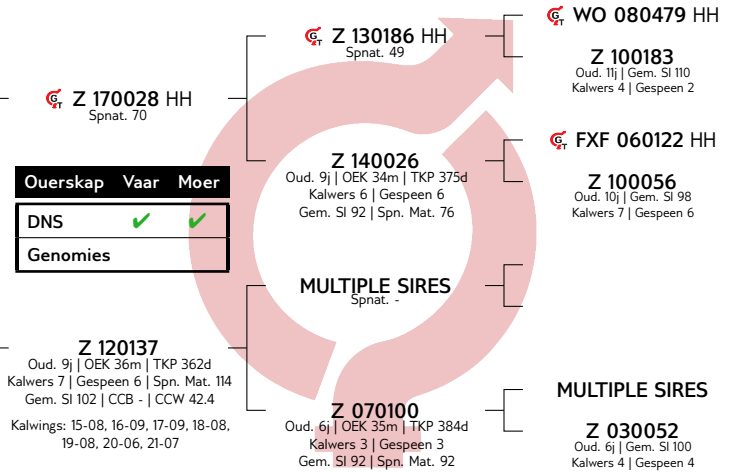 Z 170028 HH
Spnat. 70
Ouerskap Vaar Moer
DNS ✔ ✔
Genomies
Z 120137
Oud. 9j | OEK 36m | TKP 362d
Kalwers 7 | Gespeen 6 | Spn. Mat. 114
Gem. SI 102 | CCB - | CCW 42.4
Kalwings: 15-08, 16-09, 17-09, 18-08,
19-08, 20-06, 21-07
Z 130186 HH
Spnat. 49
Z 140026
Oud. 9j | OEK 34m | TKP 375d
Kalwers 6 | Gespeen 6
Gem. SI 92 | Spn. Mat. 76
MULTIPLE SIRES
Spnat. -
Z 070100
Oud. 6j | OEK 35m | TKP 384d
Kalwers 3 | Gespeen 3
Gem. SI 92 | Spn. Mat. 92
WO 080479 HH
Z 100183
Oud. 11j | Gem. SI 110
Kalwers 4 | Gespeen 2
FXF 060122 HH
Z 100056
Oud. 10j | Gem. SI 98
Kalwers 7 | Gespeen 6
MULTIPLE SIRES
Z 030052
Oud. 6j | Gem. SI 100
Kalwers 4 | Gespeen 4